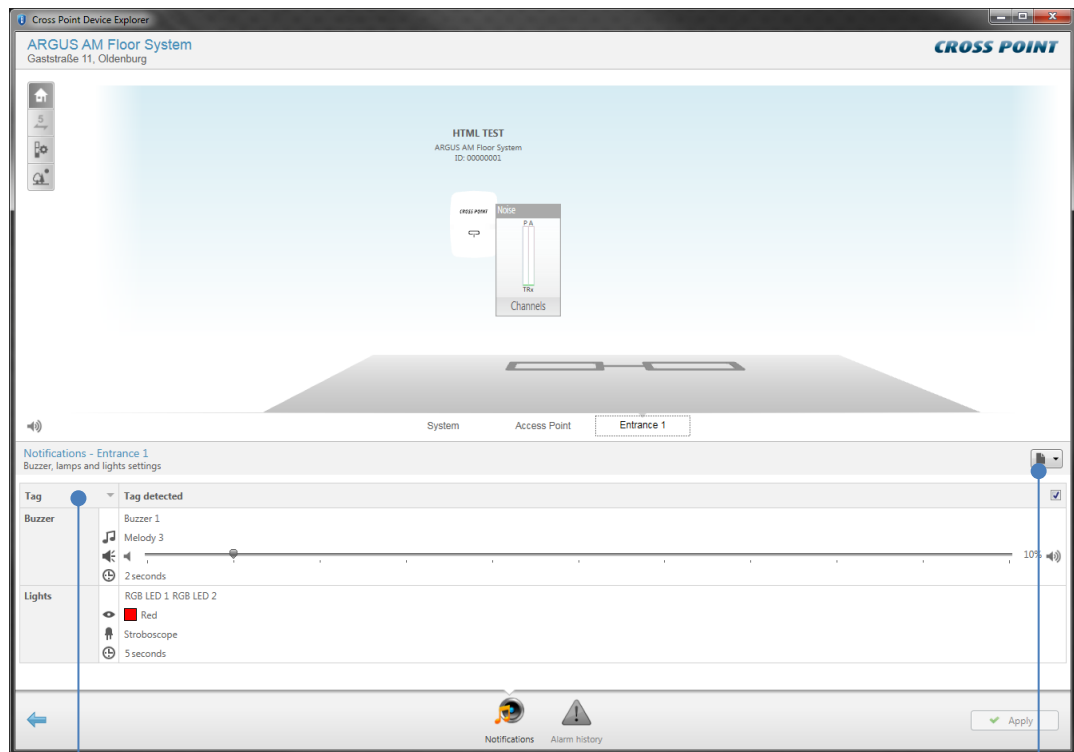 Cross Point Device Explorer
ARGUS AM Floor System
Gaststraße 11, Oldenburg
CROSS POINT
5
HTML TEST
ARGUS AM Floor System
ID: 00000001
CROSS POINT
Noise
P A
TRx
Channels
System Access Point Entrance 1
Notifications - Entrance 1
Buzzer, lamps and lights settings
Tag Tag detected
Buzzer Buzzer 1
Melody 3
10%
2 seconds
Lights RGB LED 1 RGB LED 2
Red
Stroboscope
5 seconds
Notifications Alarm history
Apply